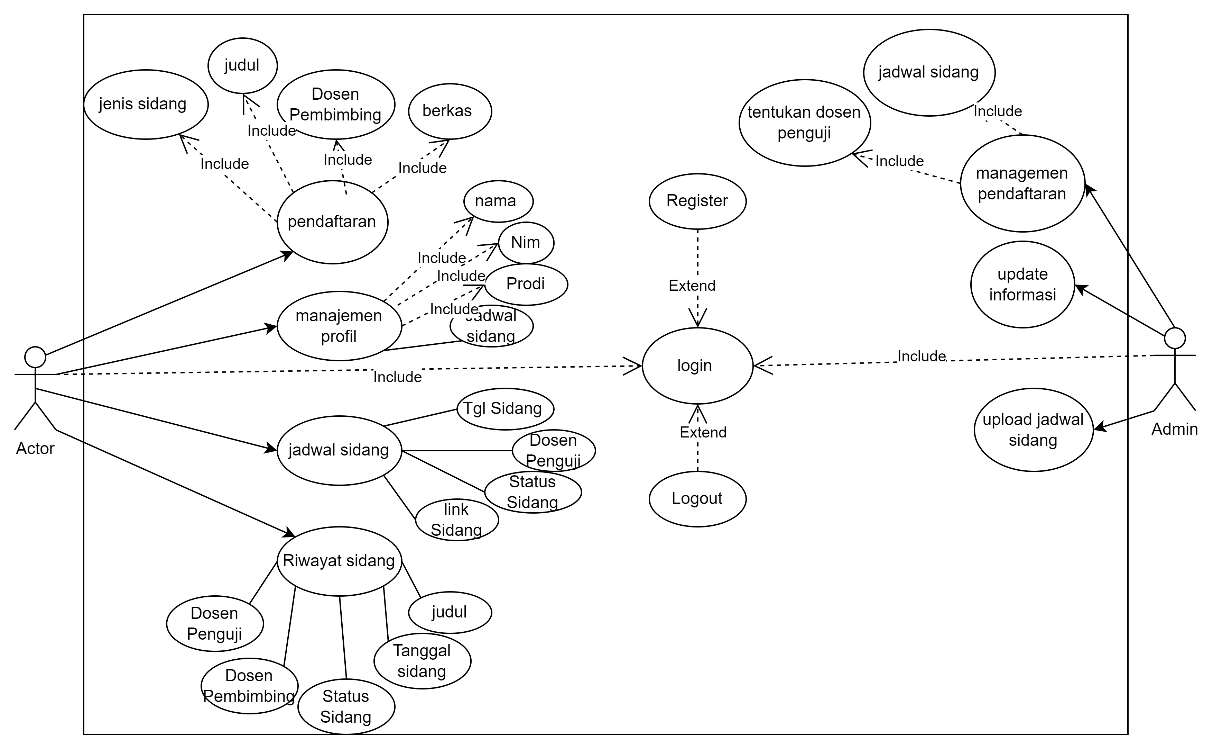 judul
jenis sidang
Dosen
Pembimbing
berkas
Include
Include
Include
Include
pendaftaran
nama
Nim
Prodi
Jadwal
sidang
Include
Include
Include
manajemen
profil
Include
Actor
jadwal sidang
Tgl Sidang
Dosen
Penguji
Status
Sidang
link
Sidang
Riwayat sidang
Dosen
Penguji
Dosen
Pembimbing
Status
Sidang
Tanggal
sidang
judul
Register
Extend
login
Extend
Logout
jadwal sidang
tentukan dosen
penguji
Include
Include
managemen
pendaftaran
update
informasi
Include
upload jadwal
sidang
Admin